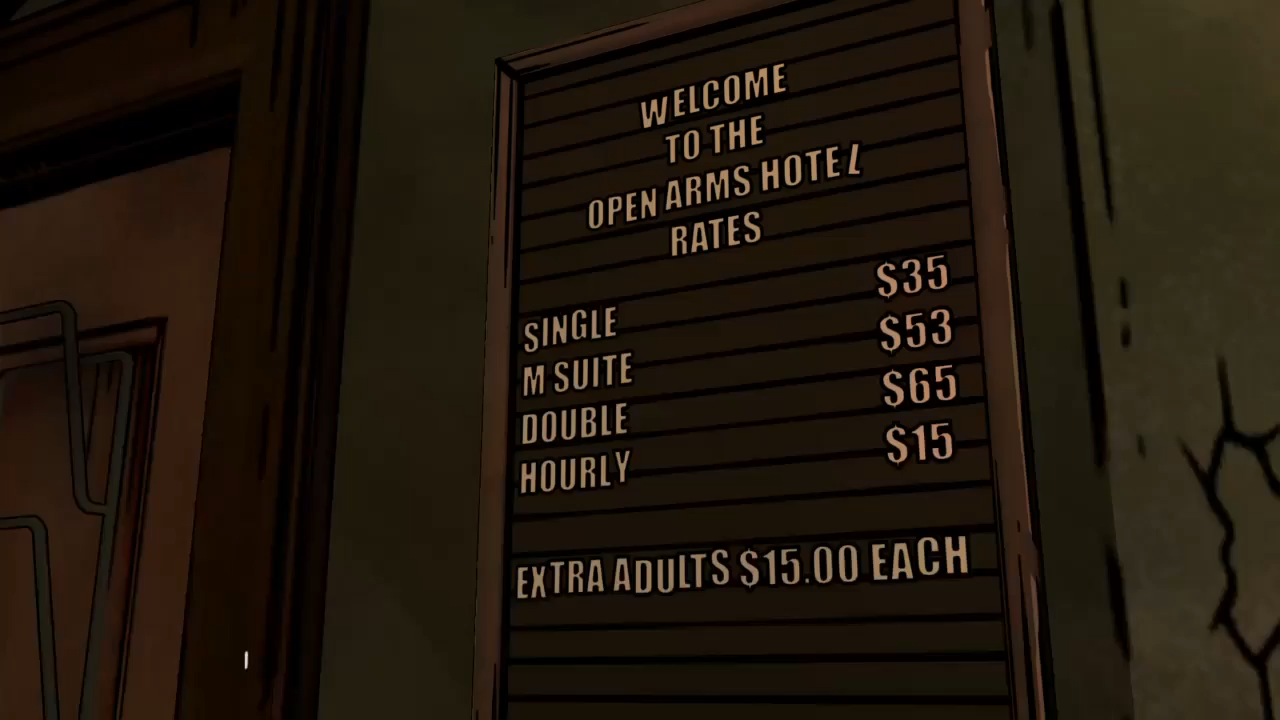 WELCOME
TO THE
OPEN ARMS HOTEL
RATES
SINGLE $35
M SUITE $53
DOUBLE $65
HOURLY $15
EXTRA ADULTS $15.00 EACH